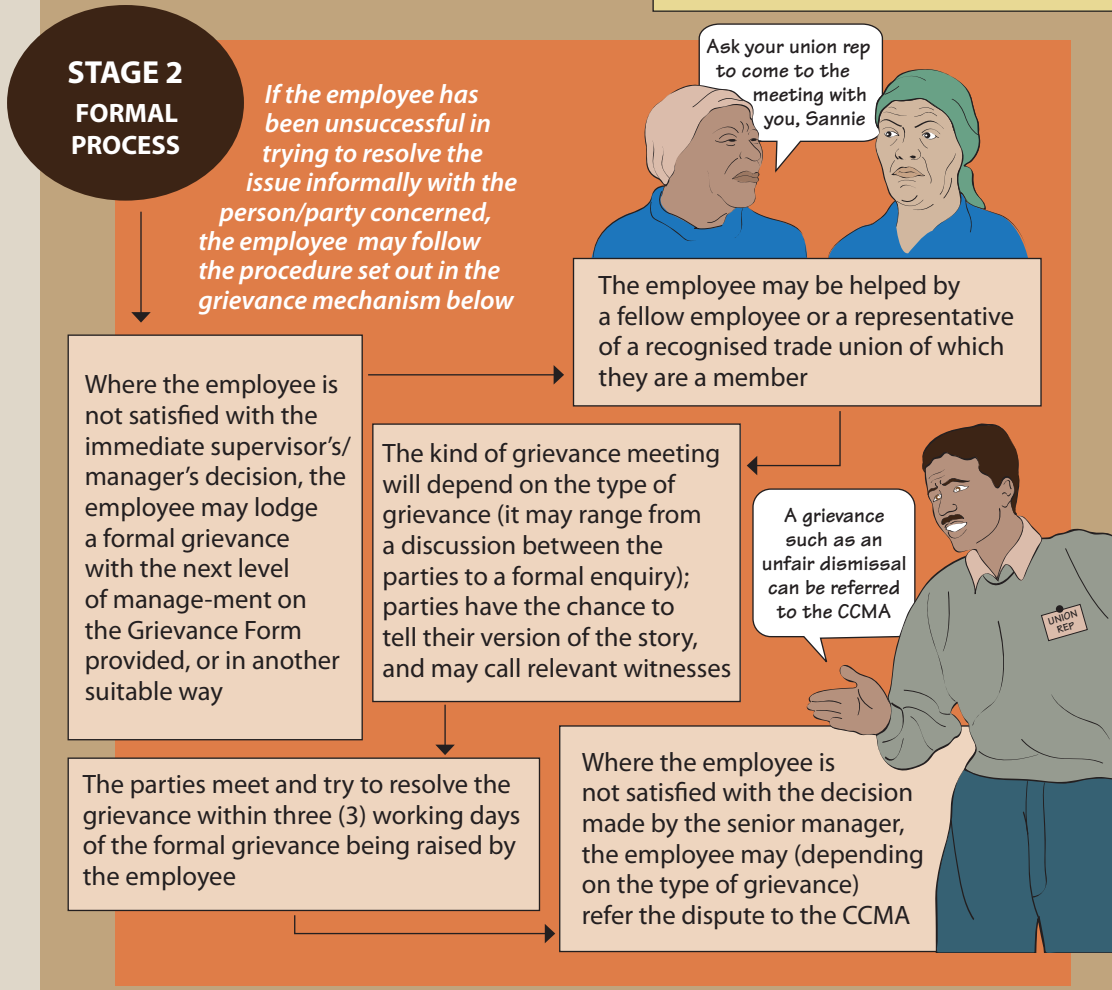 STAGE 2
FORMAL
PROCESS
If the employee has
been unsuccessful in
trying to resolve the
issue informally with the
person/party concerned,
the employee may follow
the procedure set out in the
grievance mechanism below
Ask your union rep
to come to the
meeting with
you, Sannie
Where the employee is
not satisfied with the
immediate supervisor's/
manager's decision, the
employee may lodge
a formal grievance
with the next level
of manage-ment on
the Grievance Form
provided, or in another
suitable way
The employee may be helped by
a fellow employee or a representative
of a recognised trade union of which
they are a member
The kind of grievance meeting
will depend on the type of
grievance (it may range from
a discussion between the
parties to a formal enquiry);
parties have the chance to
tell their version of the story,
and may call relevant witnesses
A grievance
such as an
unfair dismissal
can be referred
to the CCMA
UNION
REP
The parties meet and try to resolve the
grievance within three (3) working days
of the formal grievance being raised by
the employee
Where the employee is
not satisfied with the decision
made by the senior manager,
the employee may (depending
on the type of grievance)
refer the dispute to the CCMA